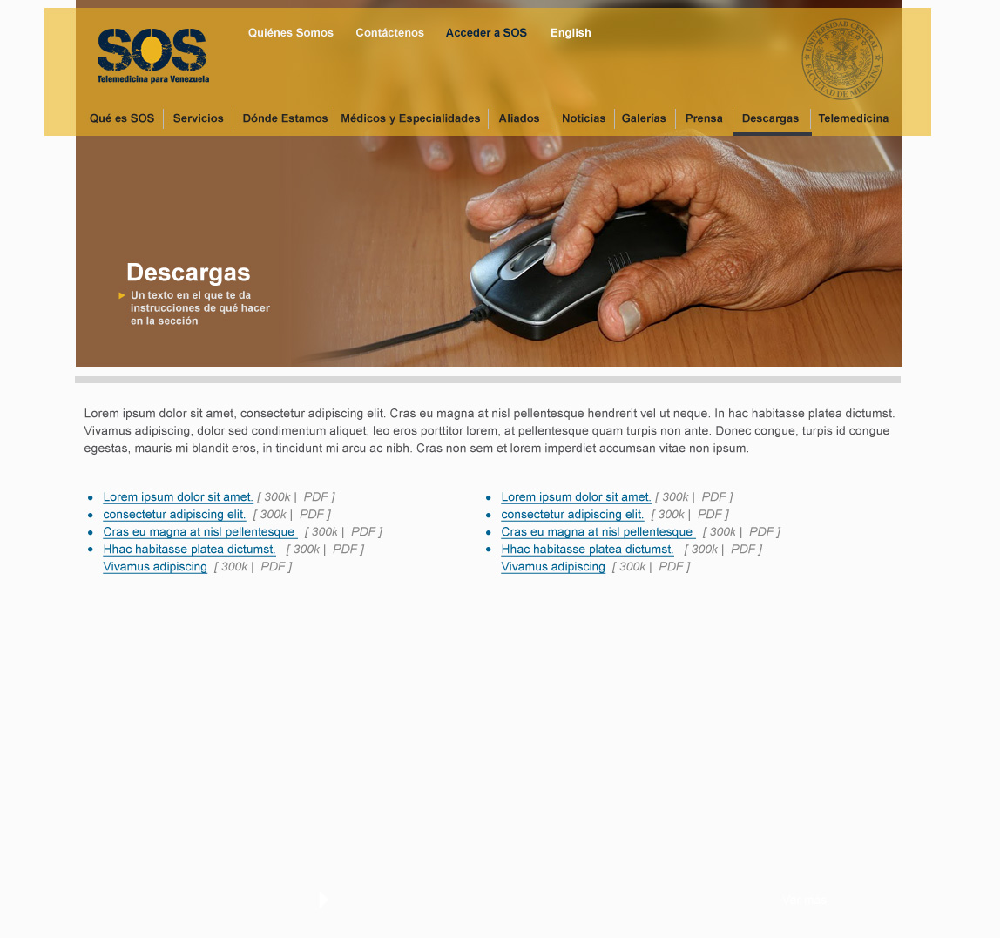 SOS
Telemedicina para Venezuela
Quiénes Somos Contáctenos Acceder a SOS English
UNIVERSIDAD CENTRAL
FACULTAD DE MEDICINA
Qué es SOS Servicios Dónde Estamos Médicos y Especialidades Aliados Noticias Galerías Prensa Descargas Telemedicina
Descargas
Un texto en el que te da
instrucciones de qué hacer
en la sección
Lorem ipsum dolor sit amet, consectetur adipiscing elit. Cras eu magna at nisl pellentesque hendrerit vel ut neque. In hac habitasse platea dictumst.
Vivamus adipiscing, dolor sed condimentum aliquet, leo eros porttitor lorem, at pellentesque quam turpis non ante. Donec congue, turpis id congue
egestas, mauris mi blandit eros, in tincidunt mi arcu ac nibh. Cras non sem et lorem imperdiet accumsan vitae non ipsum.
Lorem ipsum dolor sit amet. [ 300k | PDF ]
consectetur adipiscing elit. [ 300k | PDF ]
Cras eu magna at nisl pellentesque [ 300k | PDF ]
Hhac habitasse platea dictumst. [ 300k | PDF ]
Vivamus adipiscing [ 300k | PDF ]
Lorem ipsum dolor sit amet. [ 300k | PDF ]
consectetur adipiscing elit. [ 300k | PDF ]
Cras eu magna at nisl pellentesque [ 300k | PDF ]
Hhac habitasse platea dictumst. [ 300k | PDF ]
Vivamus adipiscing [ 300k | PDF ]